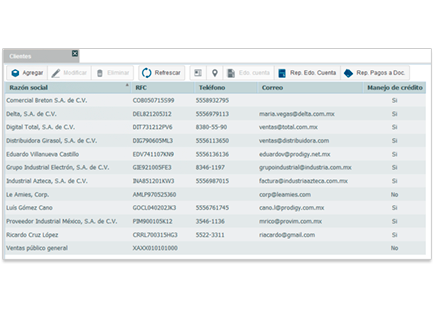 Clientes
Agregar Modificar Eliminar Refrescar Edo. cuenta Rep. Edo. Cuenta Rep. Pagos a Doc.
Razón social RFC Teléfono Correo Manejo de crédito
Comercial Breton S.A. de C.V. COB050715S99 5558932795 Si
Delta, S.A. de C.V. DEL821205J12 5556979113 maria.vegas@delta.com.mx Si
Digital Total, S.A. de C.V. DIT731212PV6 8380-55-90 ventas@total.com.mx Si
Distribuidora Girasol, S.A. de C.V. DIG790605ML3 5556113650 ventas@distribuidora.com Si
Eduardo Villanueva Castillo EDV741107KN9 5556136136 eduardov@prodigy.net.mx Si
Grupo Industrial Electrón, S.A. de C.V. GIE921005FE3 8346-1197 grupoindustrial@industria.com.mx Si
Industrial Azteca, S.A. de C.V. INA851201KW3 5556987015 factura@industriaazteca.com.mx Si
Le Amies, Corp. AMLP970525J60 corp@leamies.com No
Luis Gómez Cano GOCL0402023K3 5556761745 cano.l@prodigy.com.mx Si
Proveedor Industrial México, S.A. de C.V. PIM900105K12 3546-1136 mrico@provim.com.mx Si
Ricardo Cruz López CRRL700315HG3 5522-3311 riacardo@gmail.com Si
Ventas público general XAXX010101000 No